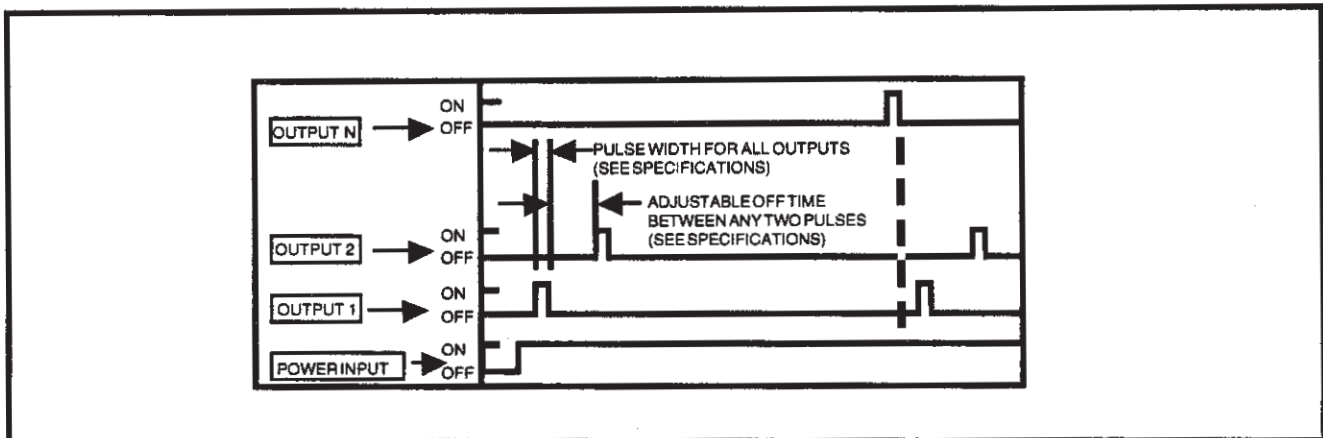 ON
OUTPUT N OFF
PULSE WIDTH FOR ALL OUTPUTS
(SEE SPECIFICATIONS)
ADJUSTABLE OFF TIME
BETWEEN ANY TWO PULSES
(SEE SPECIFICATIONS)
ON
OUTPUT 2 OFF
ON
OUTPUT 1 OFF
ON
POWER INPUT OFF